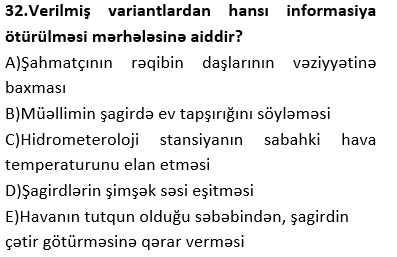 32.Verilmiş variantlardan hansı informasiya
ötürülməsi mərhələsinə aiddir?
A)Şahmatçının rəqibin daşlarının vəziyyətinə
baxması
B)Müəllimin şagirdə ev tapşırığını söyləməsi
C)Hidrometeroloji stansiyanın sabahki hava
temperaturunu elan etməsi
D)Şagirdlərin şimşək səsi eşitməsi
E)Havanın tutqun olduğu səbəbindən, şagirdin
çətir götürməsinə qərar verməsi